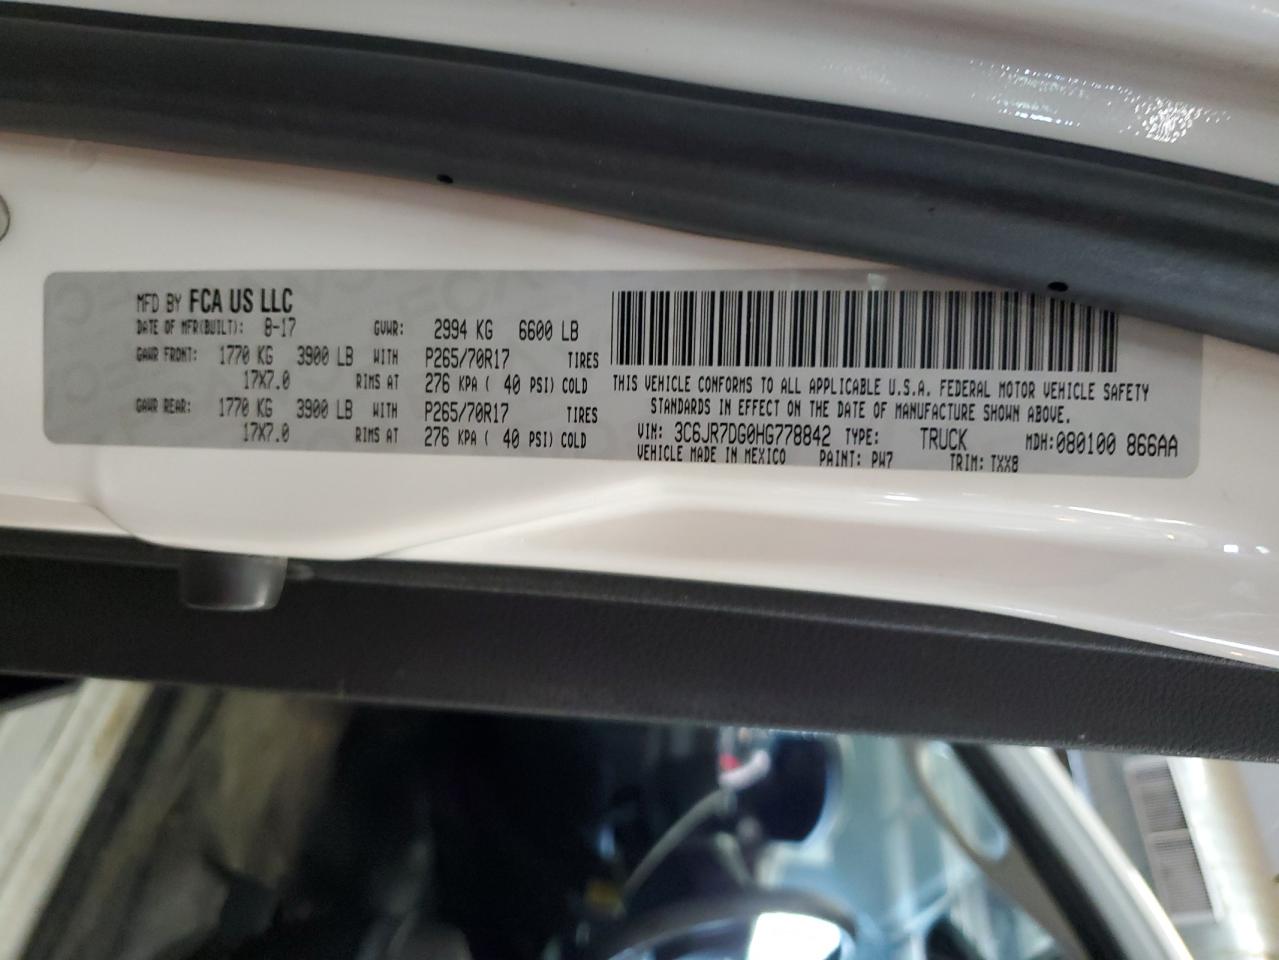 MFD BY FCA US LLC
DATE OF MFR(BUILT): 8-17 GVWR: 2994 KG 6600 LB
GAWR FRONT: 1770 KG 3900 LB WITH P265/70R17 TIRES
17X7.0 RIMS AT 276 KPA ( 40 PSI) COLD
GAWR REAR: 1770 KG 3900 LB WITH P265/70R17 TIRES
17X7.0 RIMS AT 276 KPA ( 40 PSI) COLD
THIS VEHICLE CONFORMS TO ALL APPLICABLE U.S.A. FEDERAL MOTOR VEHICLE SAFETY
STANDARDS IN EFFECT ON THE DATE OF MANUFACTURE SHOWN ABOVE.
VIN: 3C6JR7DG0HG778842 TYPE: TRUCK MDH:080100 866AA
VEHICLE MADE IN MEXICO PAINT: PW7 TRIM: TXX8